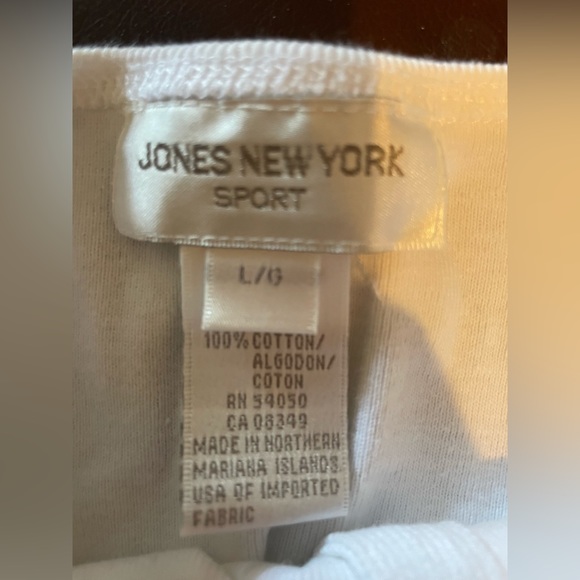 JONES NEW YORK
SPORT
L/G
100% COTTON/
ALGODON/
COTON
RN 54050
CA 08349
MADE IN NORTHERN
MARIANA ISLANDS
USA OF IMPORTED
FABRIC